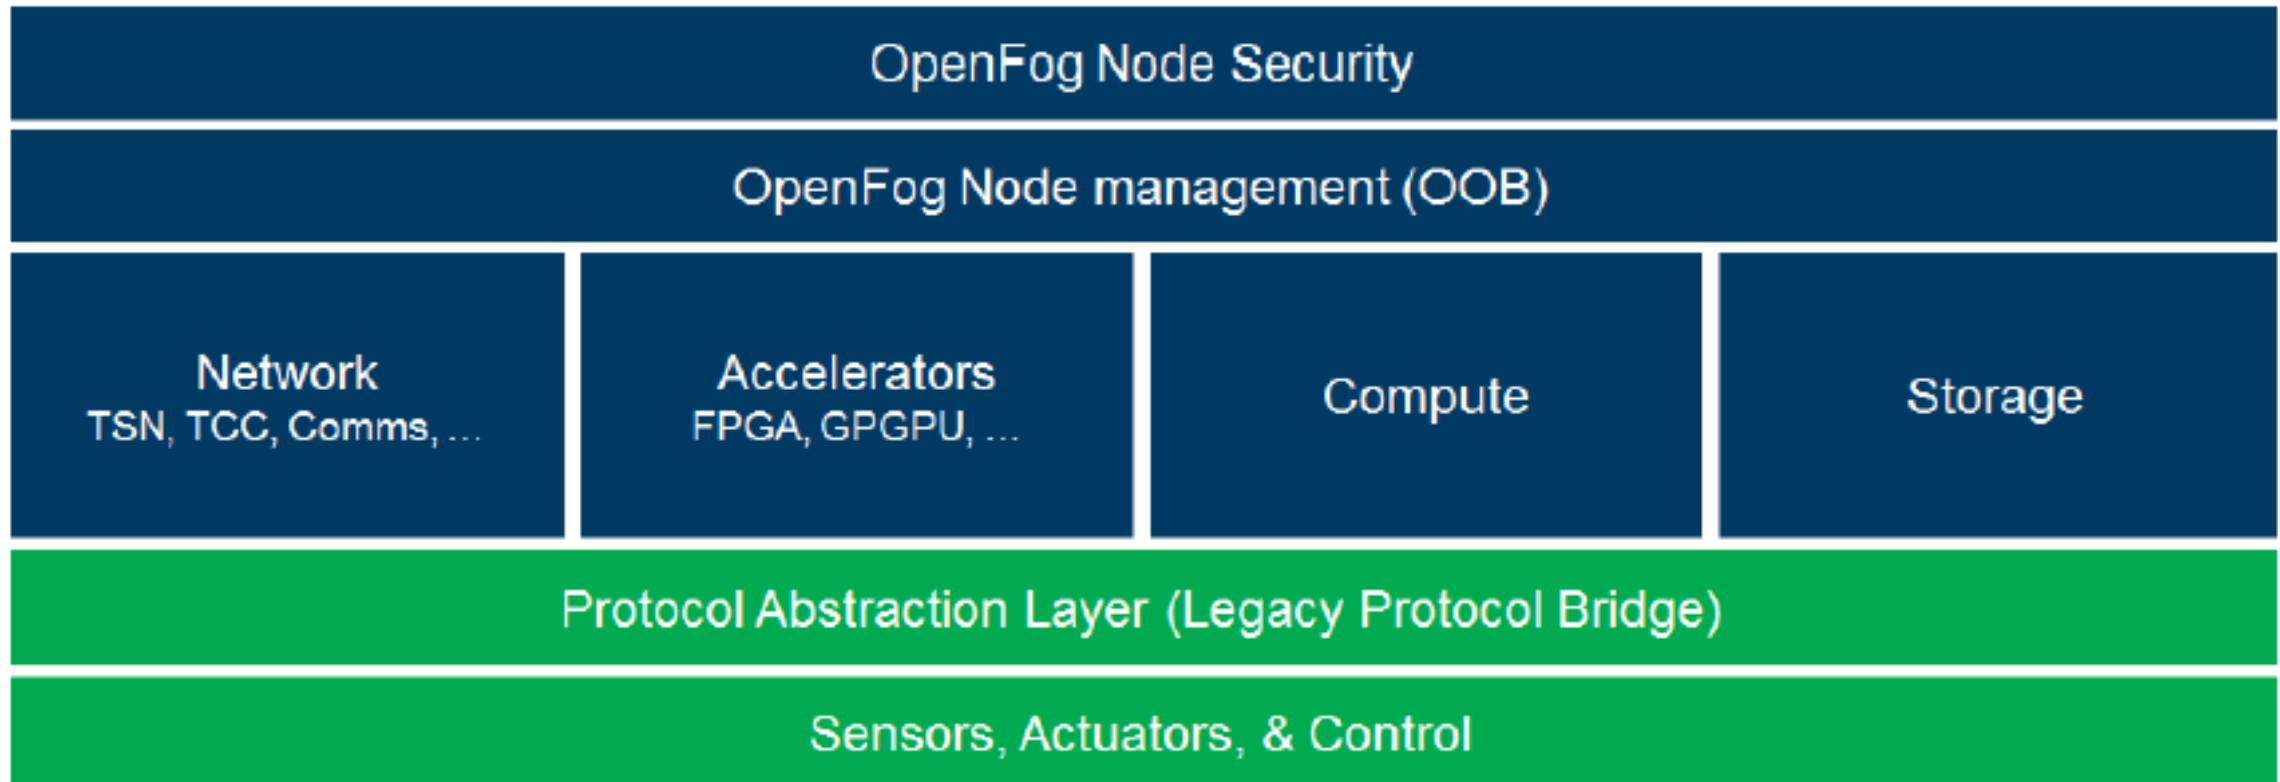 OpenFog Node Security
OpenFog Node management (OOB)
Network
TSN, TCC, Comms, ...
Accelerators
FPGA, GPGPU, ...
Compute
Storage
Protocol Abstraction Layer (Legacy Protocol Bridge)
Sensors, Actuators, & Control